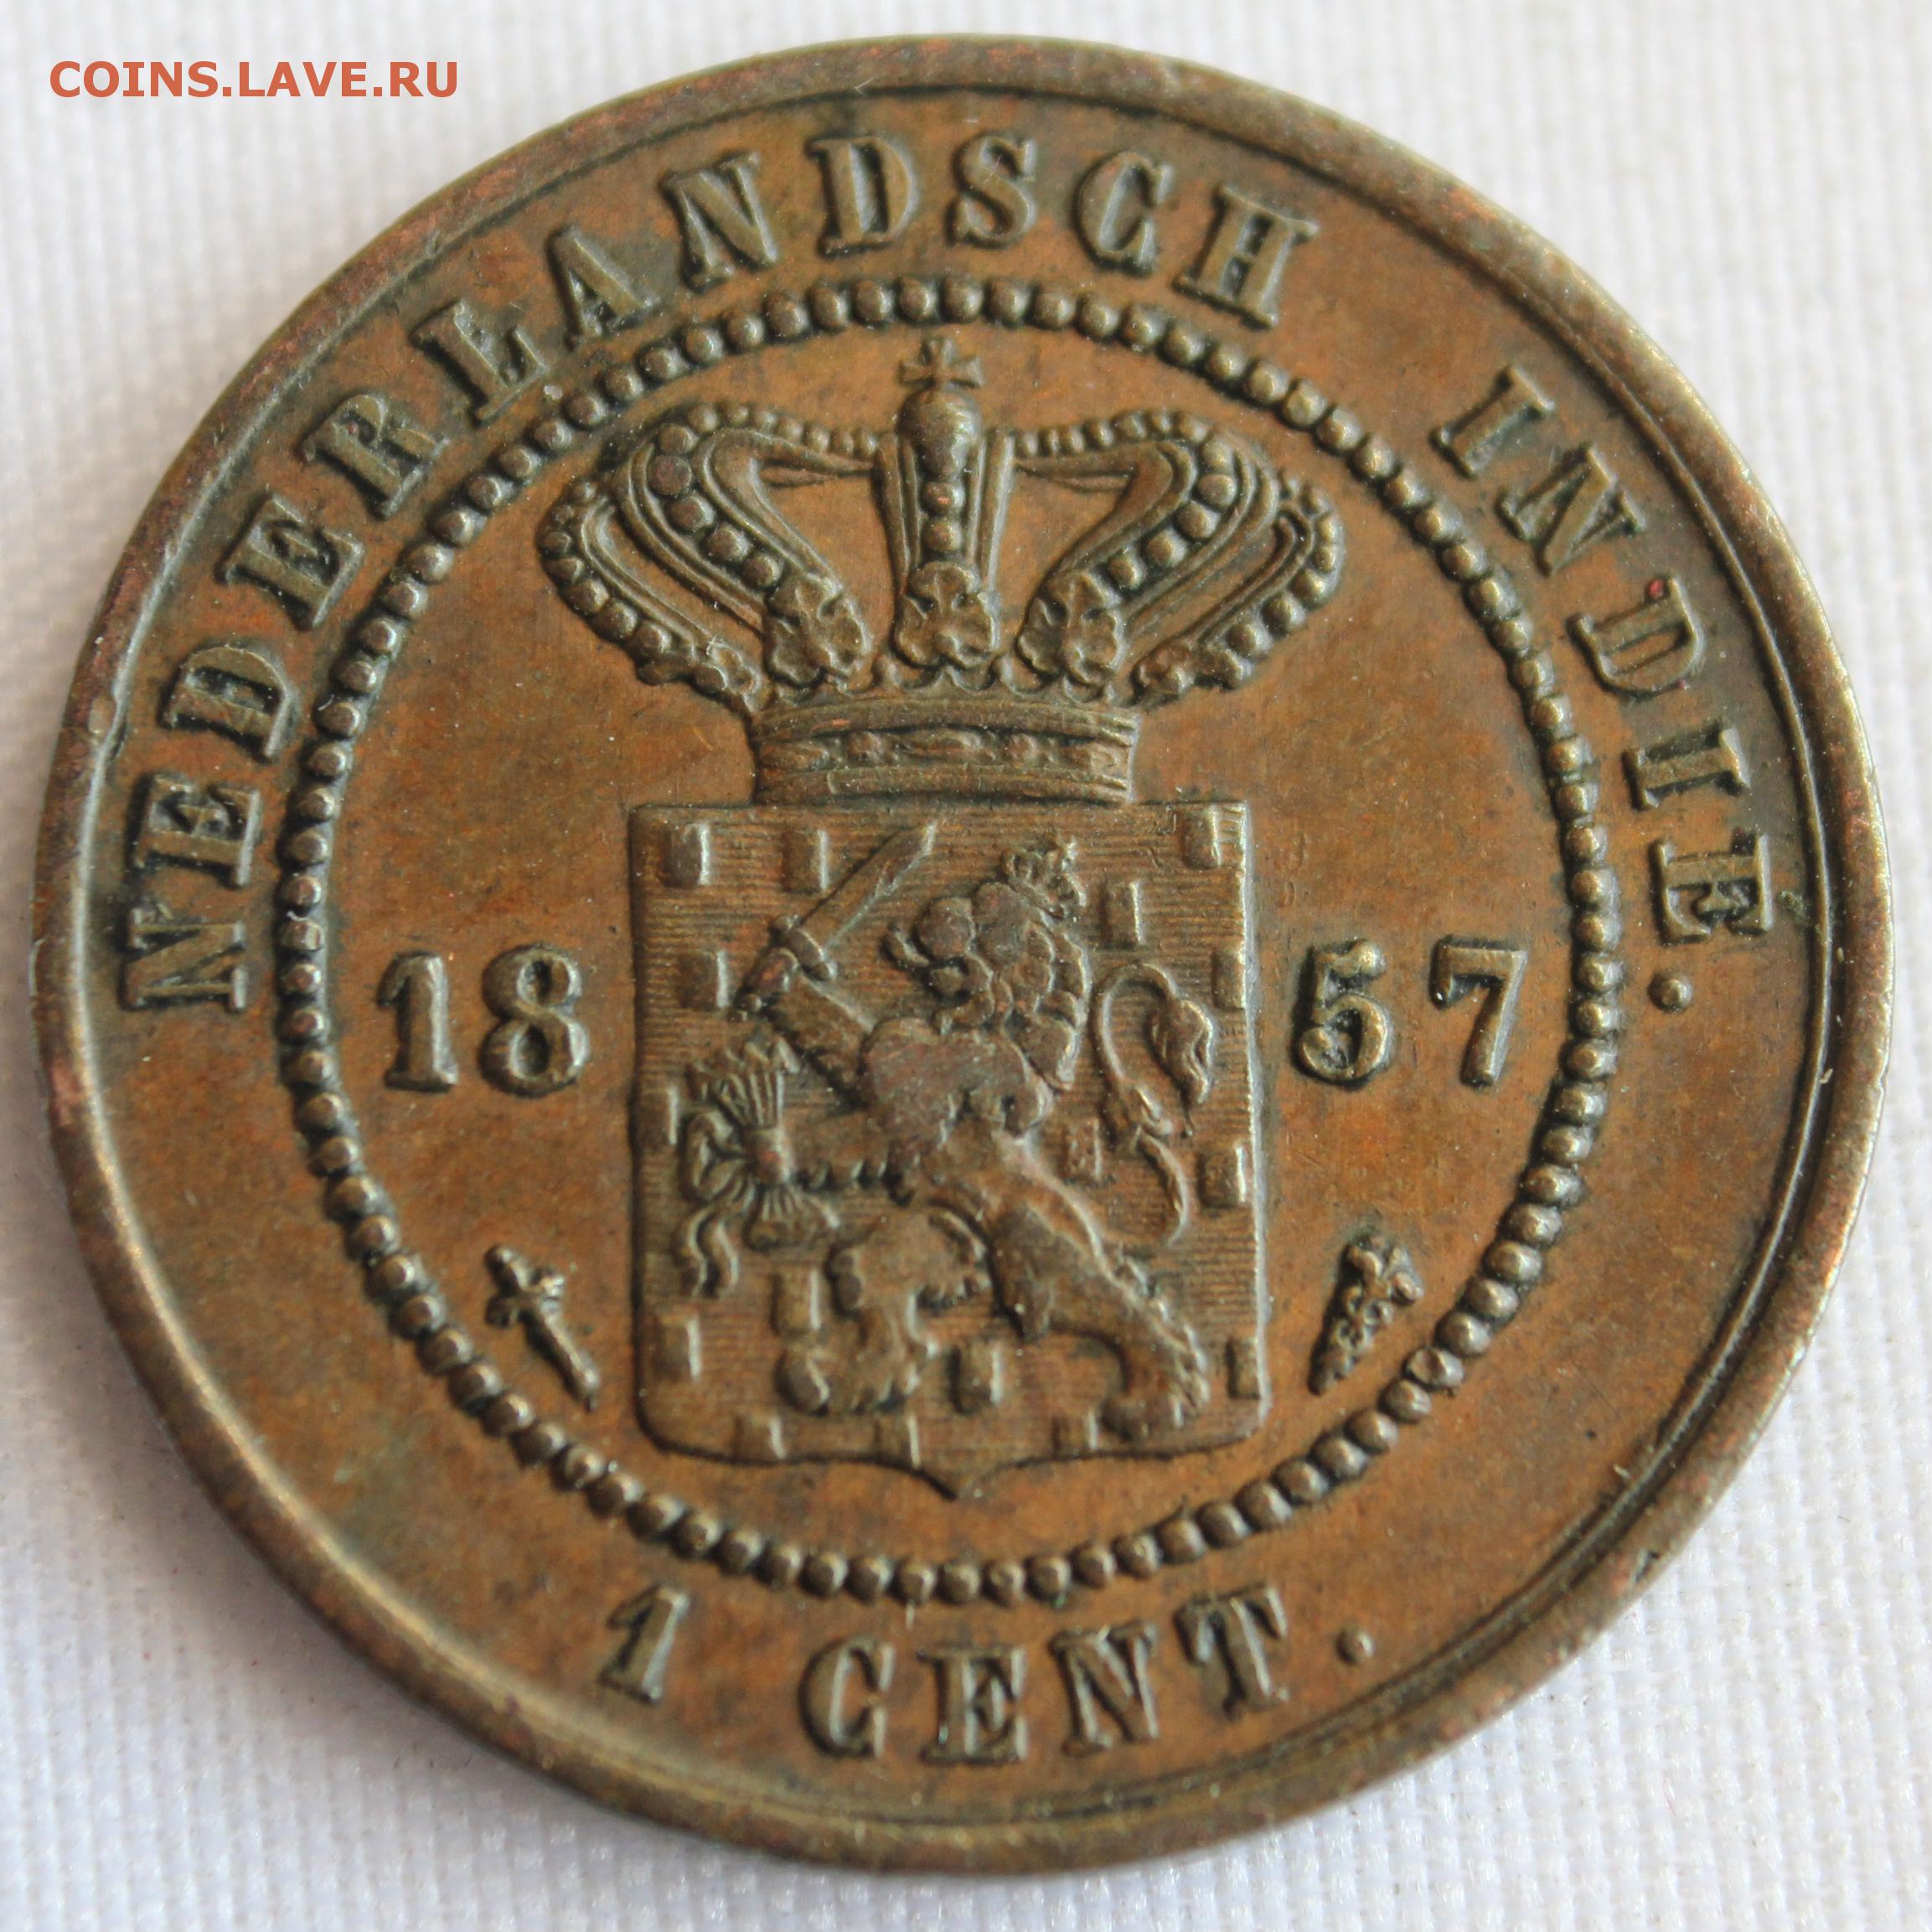 COINS.LAVE.RU
NEDERLANDSCH INDIE.
18 57
1 CENT.